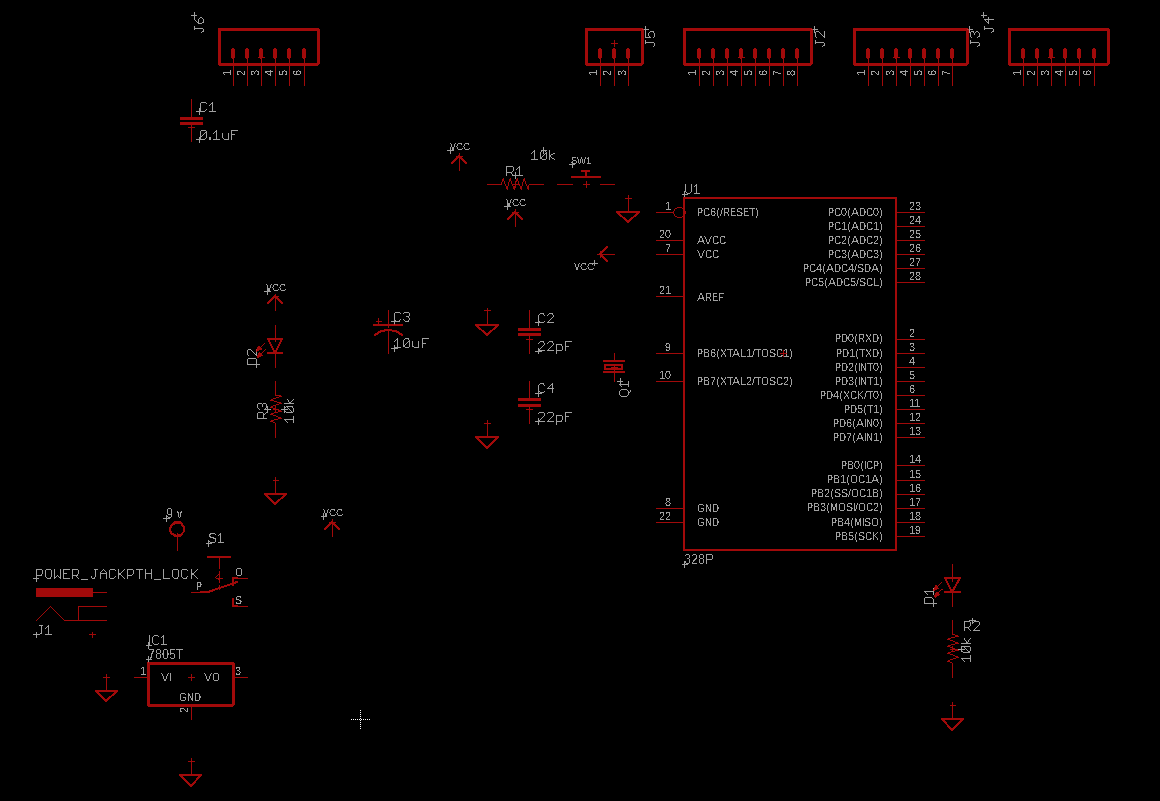 J6
J5
J2
J3
J4
1 2 3 4 5 6
1 2 3
1 2 3 4 5 6 7 8
1 2 3 4 5 6 7
1 2 3 4 5 6
C1
0.1uF
VCC
10k
SW1
R1
VCC
VCC
U1
1 PC6(/RESET)
20 AVCC
7 VCC
21 AREF
9 PB6(XTAL1/TOSC1)
10 PB7(XTAL2/TOSC2)
8 GND
22 GND
PC0(ADC0) 23
PC1(ADC1) 24
PC2(ADC2) 25
PC3(ADC3) 26
PC4(ADC4/SDA) 27
PC5(ADC5/SCL) 28
PD0(RXD) 2
PD1(TXD) 3
PD2(INT0) 4
PD3(INT1) 5
PD4(XCK/T0) 6
PD5(T1) 11
PD6(AIN0) 12
PD7(AIN1) 13
PB0(ICP) 14
PB1(OC1A) 15
PB2(SS/OC1B) 16
PB3(MOSI/OC2) 17
PB4(MISO) 18
PB5(SCK) 19
328P
VCC
D2
R3
10k
C3
10uF
C2
22pF
C4
22pF
Q1
9v
VCC
S1
POWER_JACKPTH_LOCK
P
O
S
J1
IC1
7805T
1 VI VO 3
GND
2
D1
R2
10k